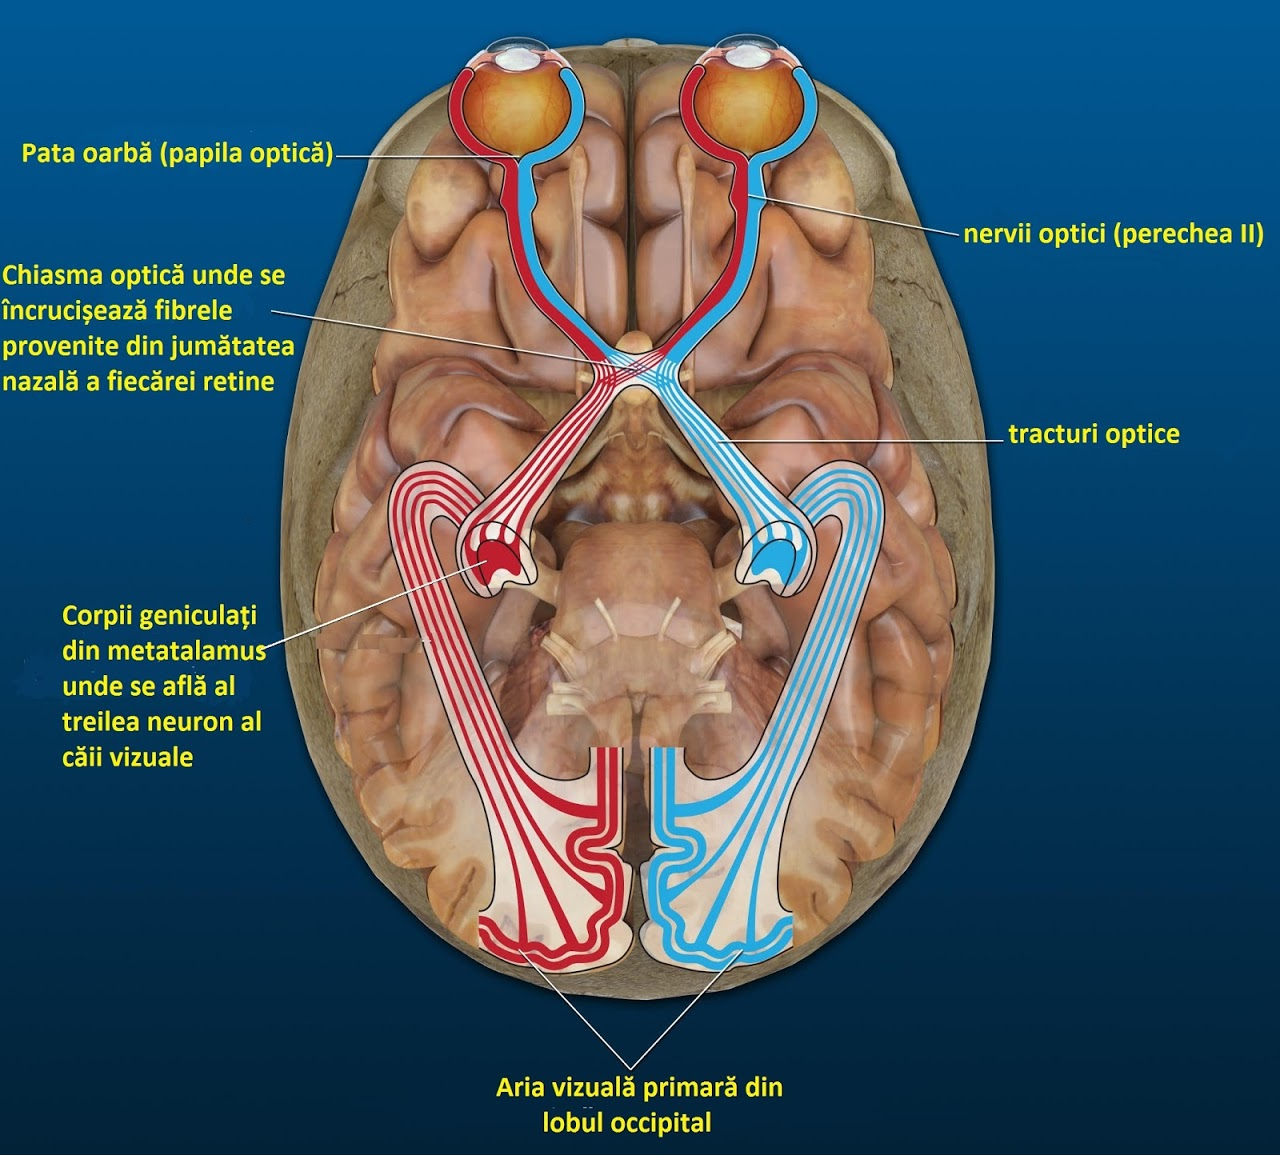 Pata oarbă (papila optică)
nervii optici (perechea II)
Chiasma optică unde se
încrucișează fibrele
provenite din jumătatea
nazală a fiecărei retine
tracturi optice
Corpii geniculați
din metatalamus
unde se află al
treilea neuron al
căii vizuale
Aria vizuală primară din
lobul occipital